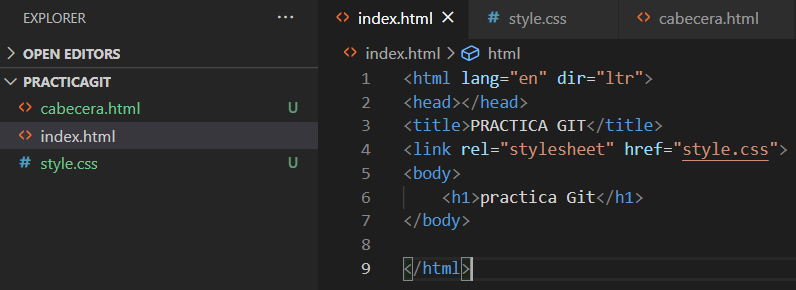 EXPLORER ...
OPEN EDITORS
PRACTICAGIT
cabecera.html U
index.html
style.css U
index.html style.css cabecera.html
index.html > html
1 <html lang="en" dir="ltr">
2 <head></head>
3 <title>PRACTICA GIT</title>
4 <link rel="stylesheet" href="style.css">
5 <body>
6 <h1>practica Git</h1>
7 </body>
8
9 </html>